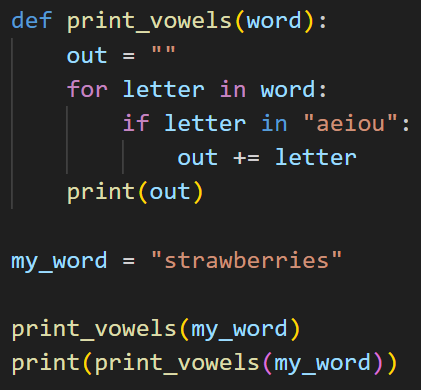 def print_vowels(word):
    out = ""
    for letter in word:
        if letter in "aeiou":
            out += letter
    print(out)

my_word = "strawberries"

print_vowels(my_word)
print(print_vowels(my_word))